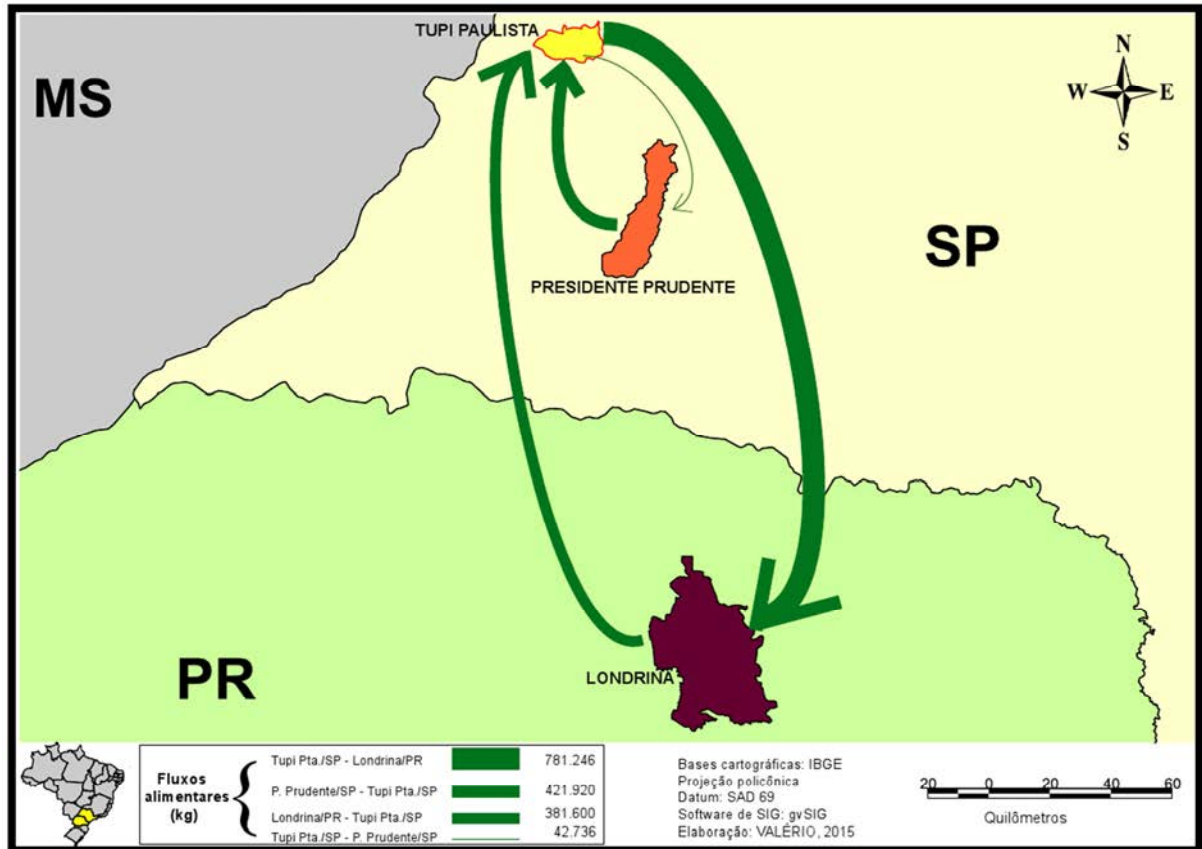 TUPI PAULISTA
MS
N
W E
S
SP
PRESIDENTE PRUDENTE
PR
LONDRINA
Fluxos
alimentares
(kg)
Tupi Pta./SP - Londrina/PR 781.246
P. Prudente/SP - Tupi Pta./SP 421.920
Londrina/PR - Tupi Pta./SP 381.600
Tupi Pta./SP - P. Prudente/SP 42.736
Bases cartográficas: IBGE
Projeção policônica
Datum: SAD 69
Software de SIG: gvSIG
Elaboração: VALÉRIO, 2015
20 0 20 40 60
Quilômetros